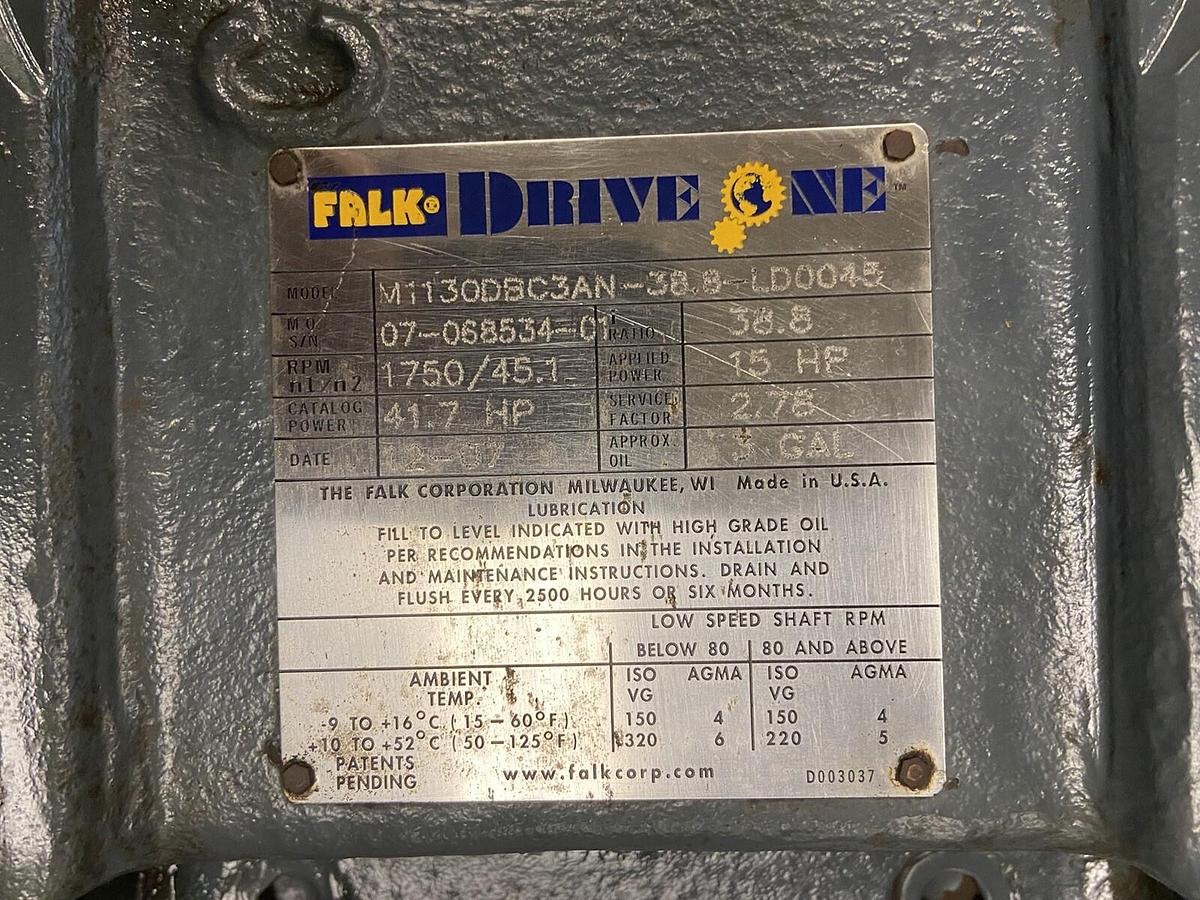 FALK® DRIVE ONE™
MODEL M1130DBC3AN-38.8-LD0045
M.O. S/N 07-068534-01 i RATIO 38.8
RPM n1/n2 1750/45.1 APPLIED POWER 15 HP
CATALOG POWER 41.7 HP SERVICE FACTOR 2.78
DATE 12-07 APPROX. OIL GAL
THE FALK CORPORATION MILWAUKEE, WI Made in U.S.A.
LUBRICATION
FILL TO LEVEL INDICATED WITH HIGH GRADE OIL
PER RECOMMENDATIONS IN THE INSTALLATION
AND MAINTENANCE INSTRUCTIONS. DRAIN AND
FLUSH EVERY 2500 HOURS OR SIX MONTHS.
LOW SPEED SHAFT RPM
BELOW 80 80 AND ABOVE
AMBIENT TEMP. ISO VG AGMA ISO VG AGMA
-9 TO +16°C (15-60°F) 150 4 150 4
+10 TO +52°C (50-125°F) 320 6 220 5
PATENTS PENDING www.falkcorp.com D003037